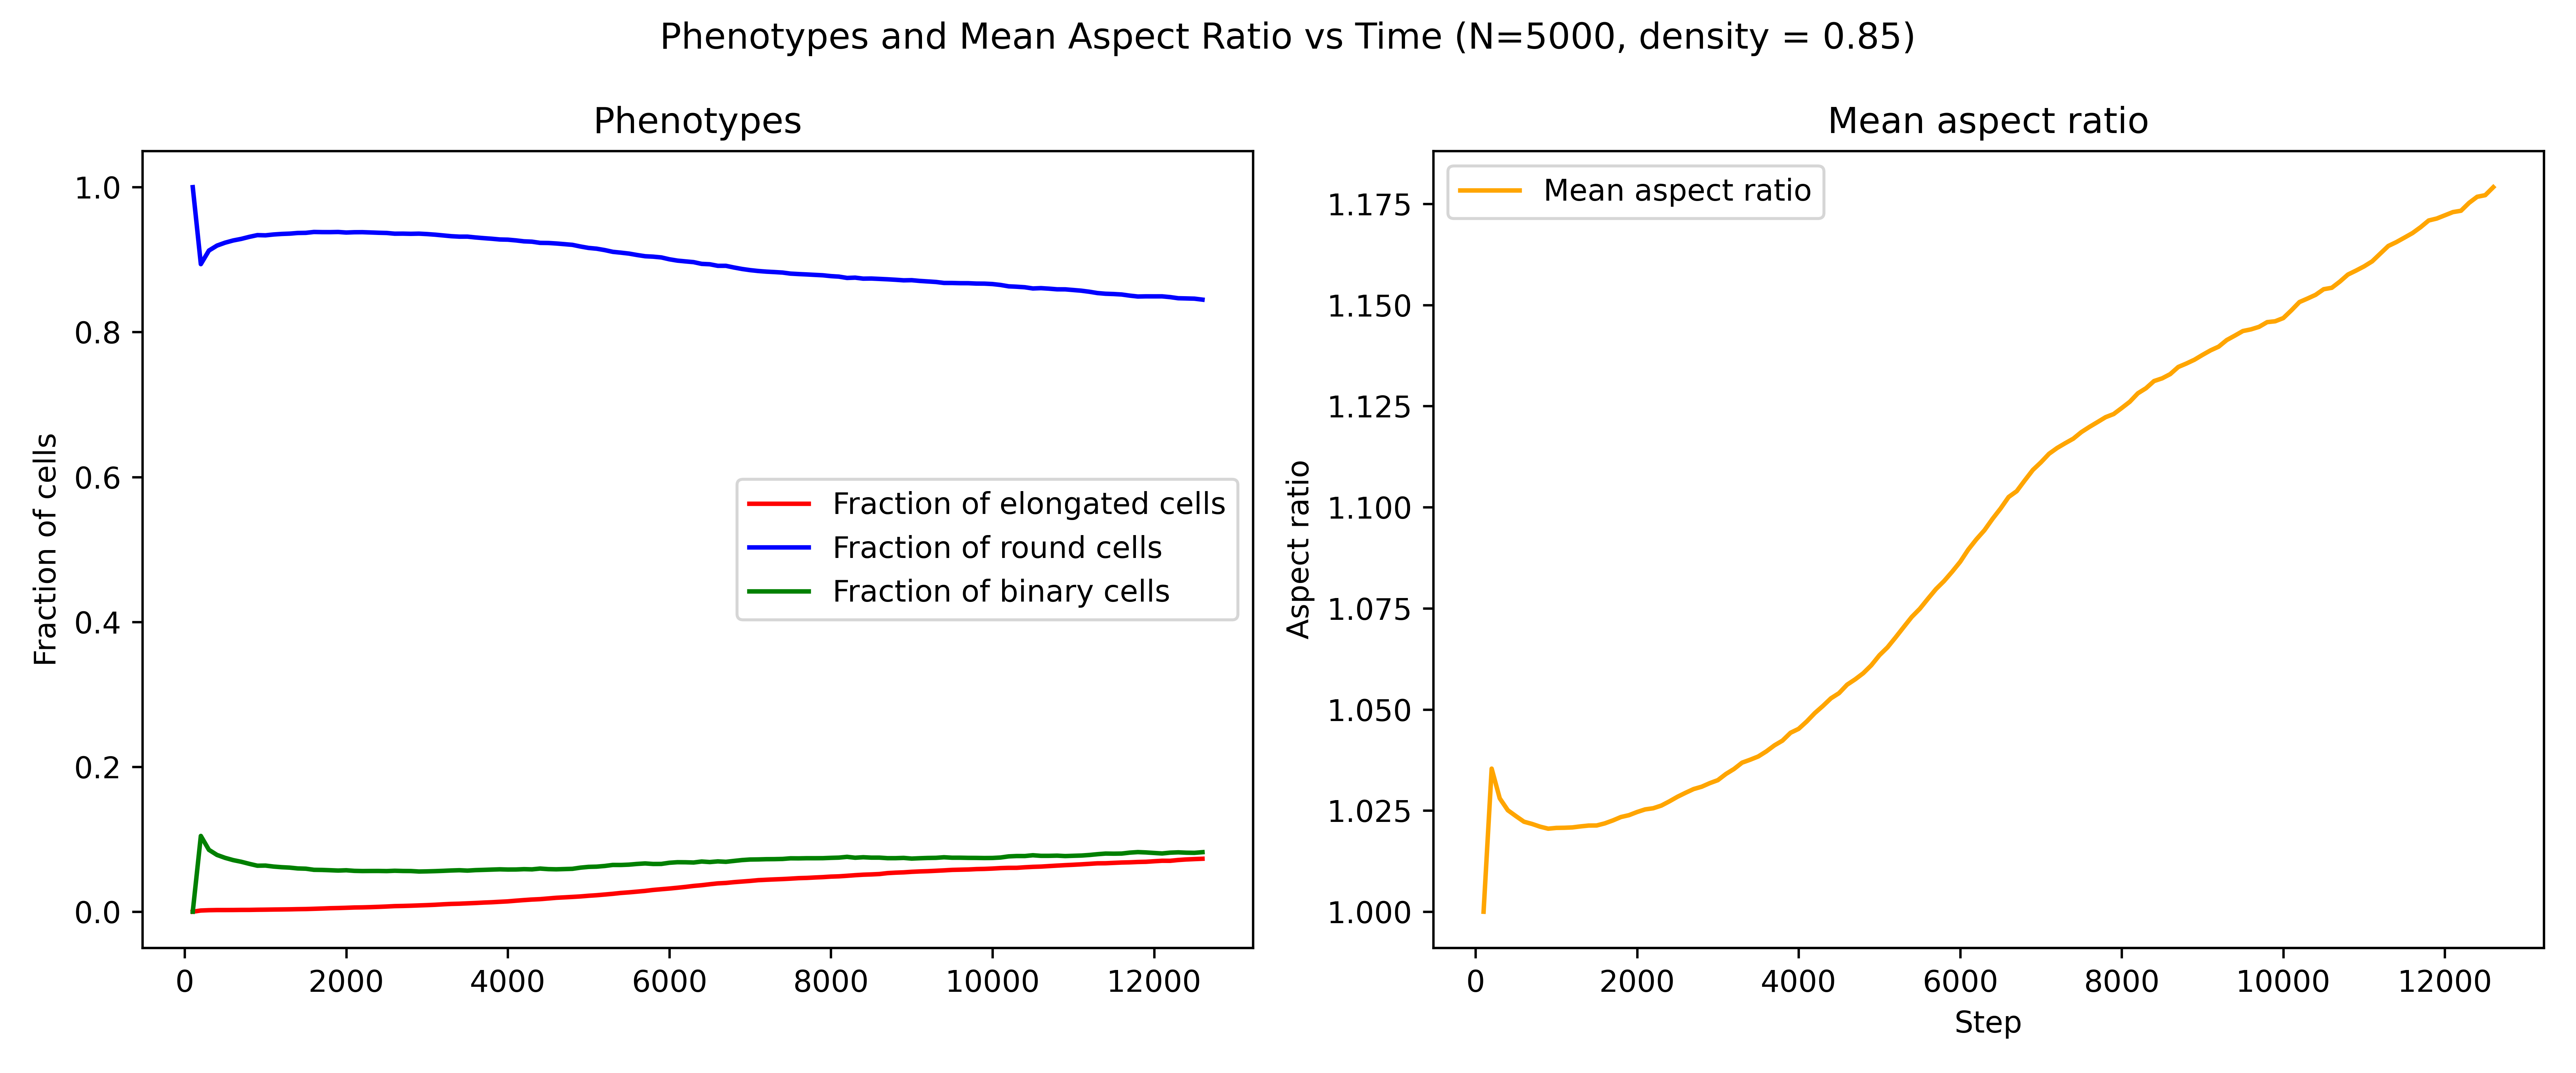 Phenotypes and Mean Aspect Ratio vs Time (N=5000, density = 0.85)
Phenotypes
Fraction of cells
1.0
0.8
0.6
0.4
0.2
0.0
Fraction of elongated cells
Fraction of round cells
Fraction of binary cells
0 2000 4000 6000 8000 10000 12000
Mean aspect ratio
Aspect ratio
Mean aspect ratio
1.175
1.150
1.125
1.100
1.075
1.050
1.025
1.000
0 2000 4000 6000 8000 10000 12000
Step